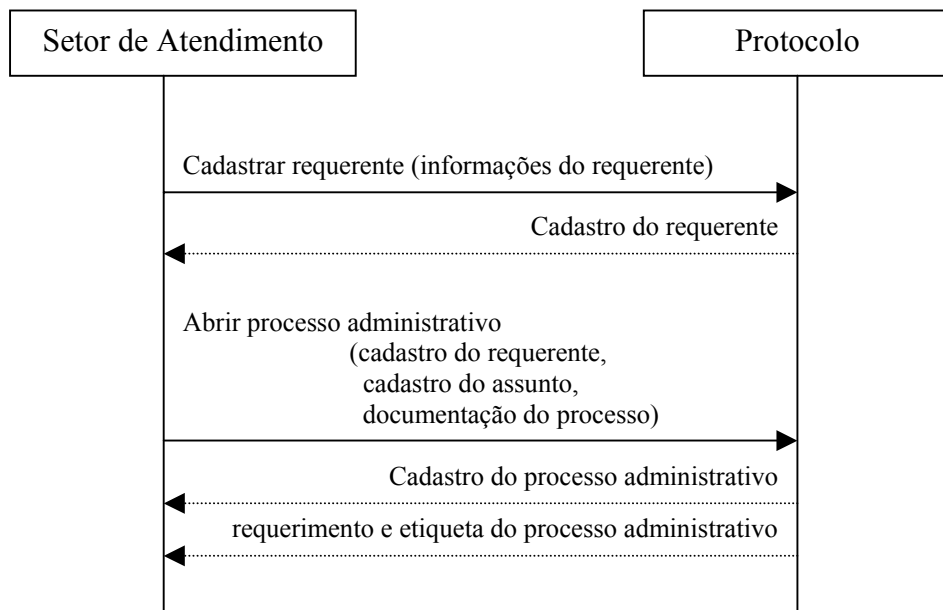 Setor de Atendimento
Protocolo
Cadastrar requerente (informações do requerente)
Cadastro do requerente
Abrir processo administrativo
(cadastro do requerente,
cadastro do assunto,
documentação do processo)
Cadastro do processo administrativo
requerimento e etiqueta do processo administrativo